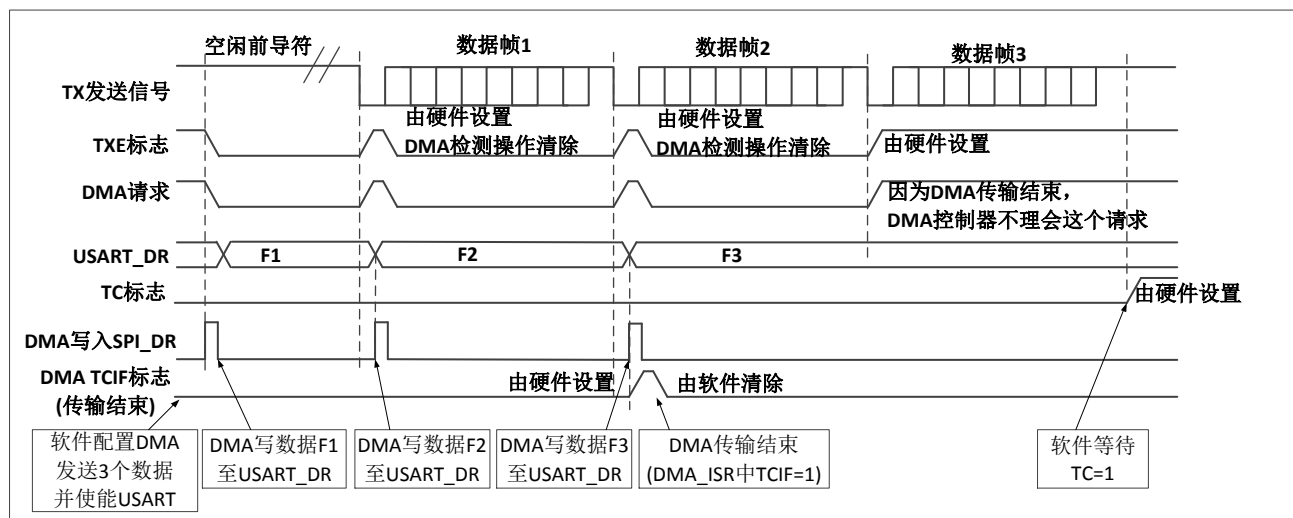 空闲前导符
数据帧1
数据帧2
数据帧3
TX发送信号
由硬件设置
DMA检测操作清除
由硬件设置
DMA检测操作清除
TXE标志
由硬件设置
DMA请求
因为DMA传输结束，
DMA控制器不理会这个请求
USART_DR
F1
F2
F3
TC标志
由硬件设置
DMA写入SPI_DR
DMA TCIF标志
(传输结束)
由硬件设置
由软件清除
软件配置DMA
发送3个数据
并使能USART
DMA写数据F1
至USART_DR
DMA写数据F2
至USART_DR
DMA写数据F3
至USART_DR
DMA传输结束
(DMA_ISR中TCIF=1)
软件等待
TC=1